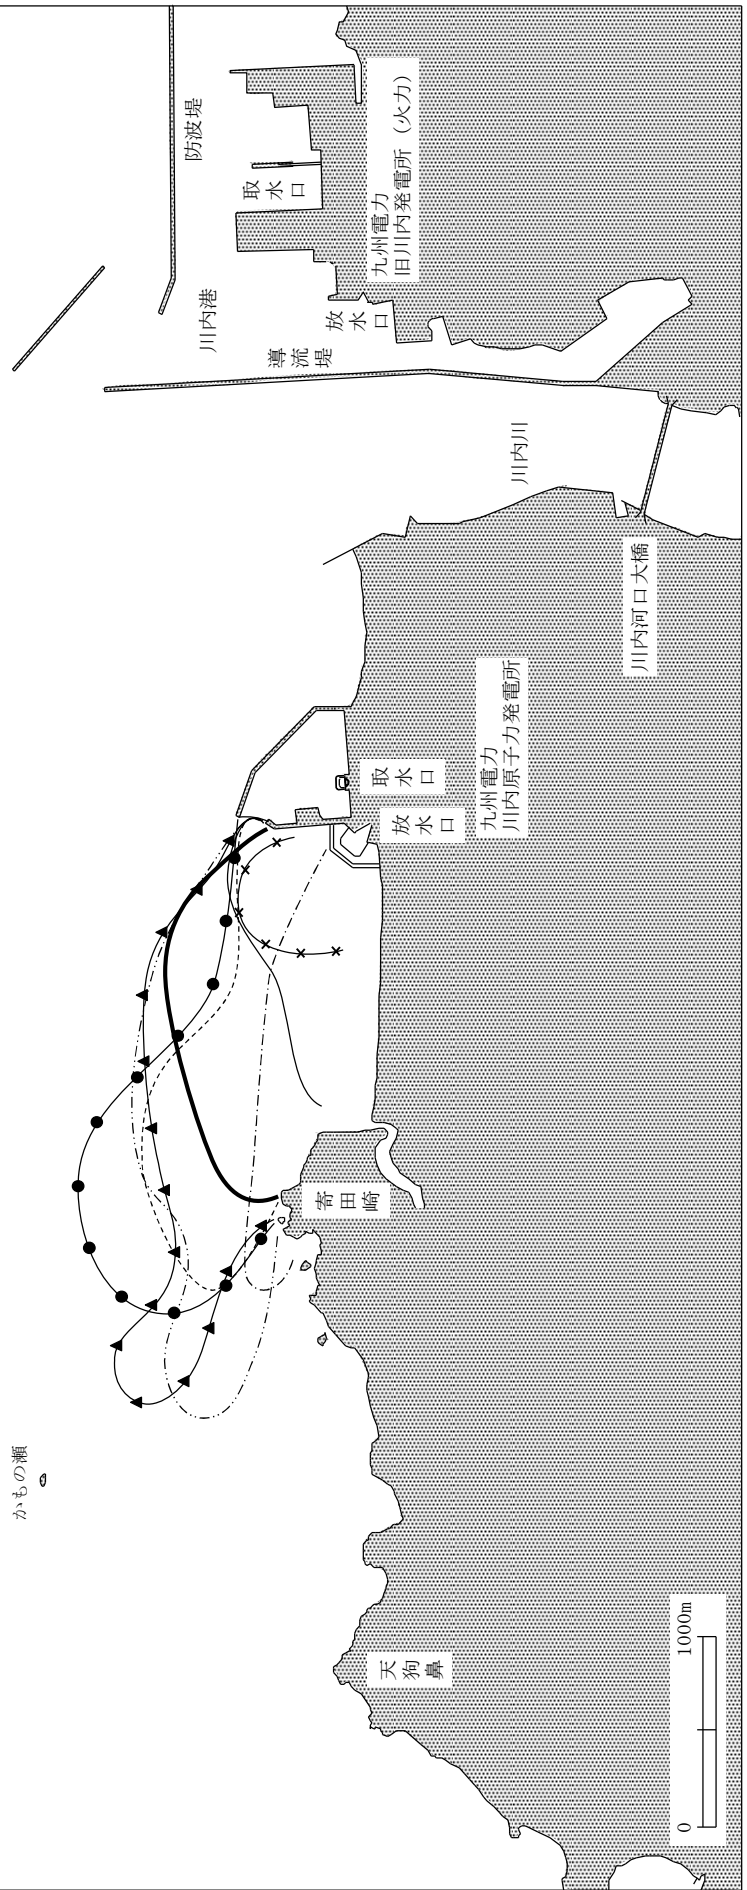 防波堤
取水口
九州電力
旧川内発電所（火力）
川内港
放水口
導流堤
川内川
川内河口大橋
取水口
放水口
九州電力
川内原子力発電所
寄田崎
かもの瀬
天狗鼻
0
1000m